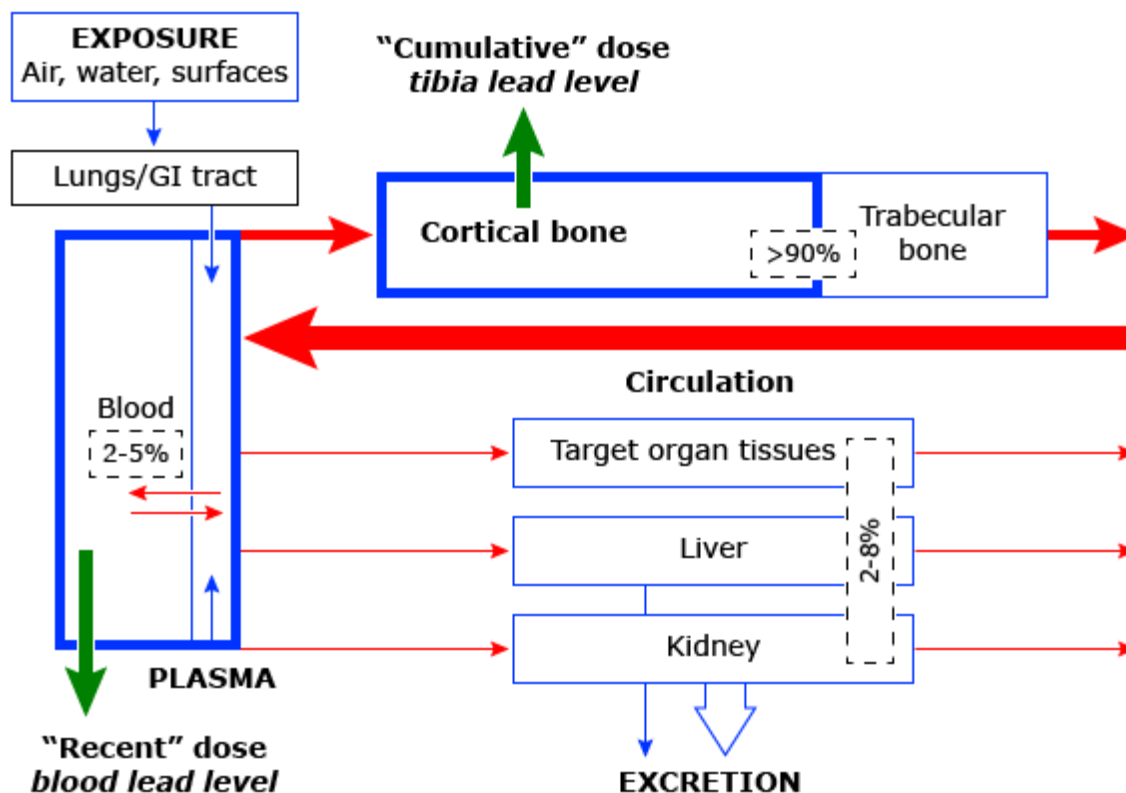 EXPOSURE
Air, water, surfaces
Lungs/GI tract
“Cumulative” dose
tibia lead level
Cortical bone
>90%
Trabecular
bone
Circulation
Blood
2-5%
PLASMA
“Recent” dose
blood lead level
Target organ tissues
Liver
Kidney
2-8%
EXCRETION